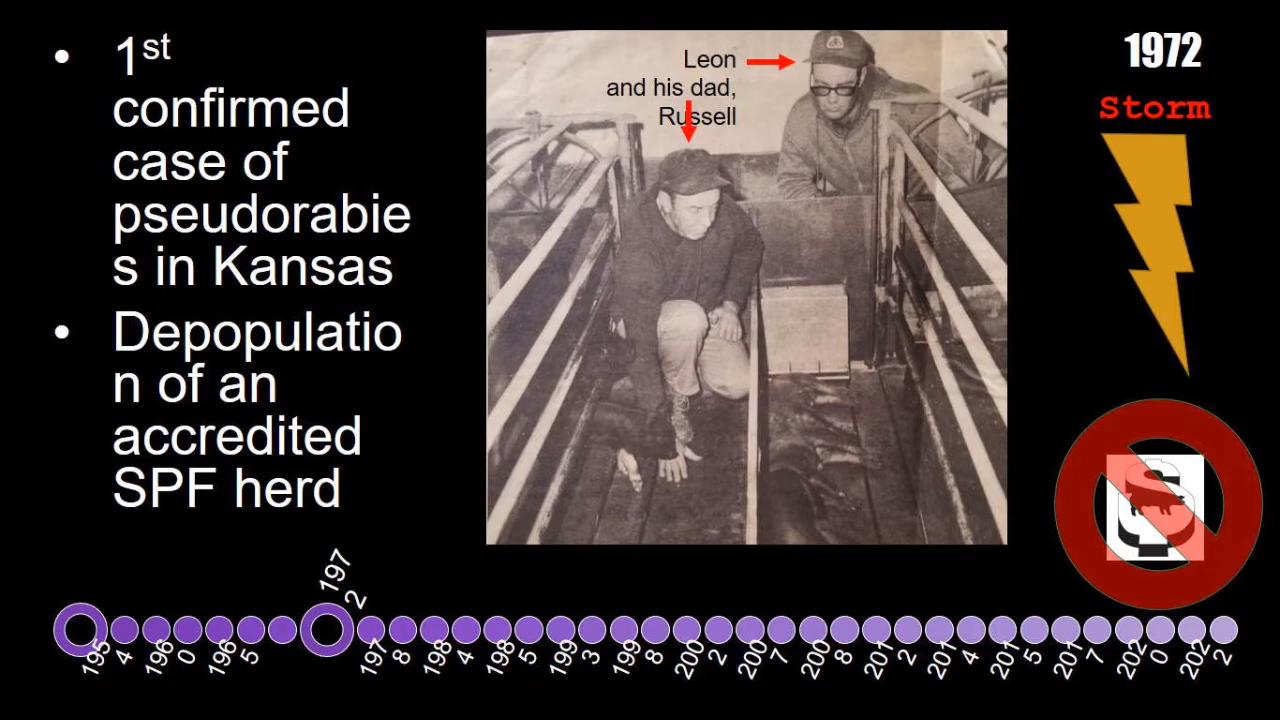 • 1st
confirmed
case of
pseudorabie
s in Kansas
• Depopulatio
n of an
accredited
SPF herd
Leon
and his dad,
Russell
1972
Storm
S
195
4
196
0
196
5
197
2
197
8
198
4
198
5
199
3
199
8
200
2
200
7
200
8
201
2
201
4
201
5
201
7
202
0
202
2